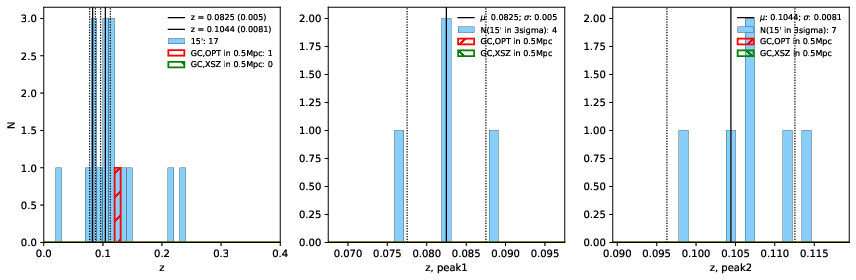 z = 0.0825 (0.005)
z = 0.1044 (0.0081)
15': 17
GC,OPT in 0.5Mpc: 1
GC,XSZ in 0.5Mpc: 0
3.0
2.5
2.0
1.5
1.0
0.5
0.0
N
0.0 0.1 0.2 0.3 0.4
z
μ: 0.0825; σ: 0.005
N(15' in 3sigma): 4
GC,OPT in 0.5Mpc
GC,XSZ in 0.5Mpc
2.00
1.75
1.50
1.25
1.00
0.75
0.50
0.25
0.00
0.070 0.075 0.080 0.085 0.090 0.095
z, peak1
μ: 0.1044; σ: 0.0081
N(15' in 3sigma): 7
GC,OPT in 0.5Mpc
GC,XSZ in 0.5Mpc
2.00
1.75
1.50
1.25
1.00
0.75
0.50
0.25
0.00
0.090 0.095 0.100 0.105 0.110 0.115
z, peak2